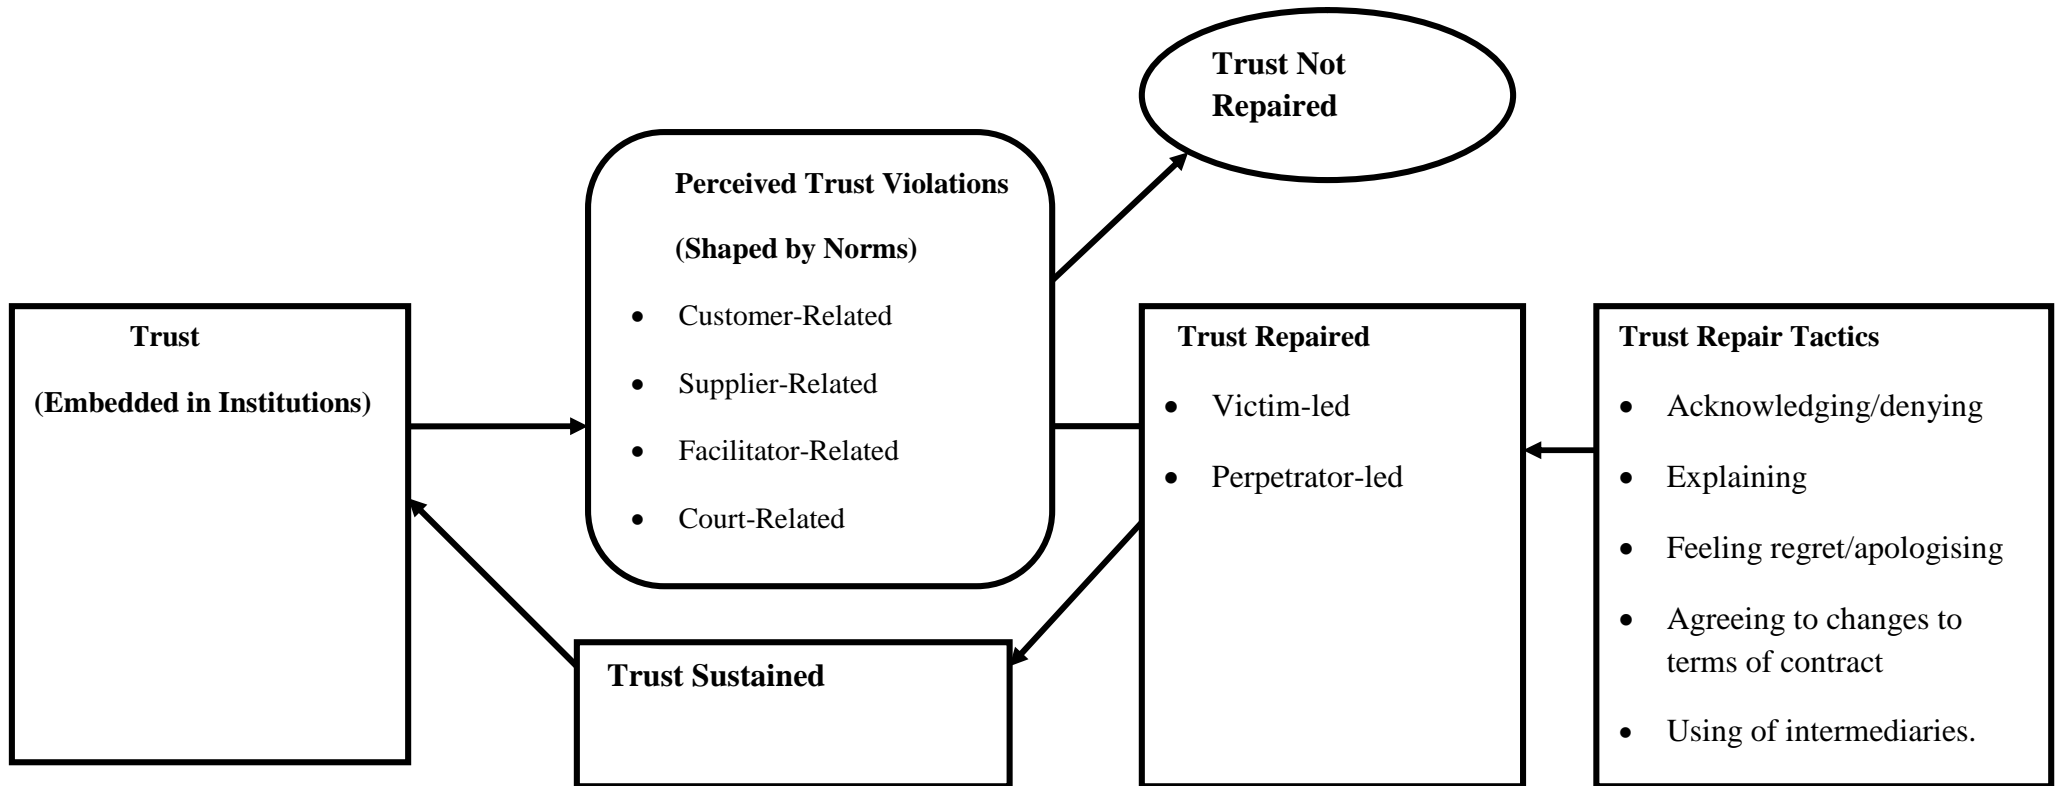 Trust Not
Repaired
Perceived Trust Violations
(Shaped by Norms)
• Customer-Related
• Supplier-Related
• Facilitator-Related
• Court-Related
Trust
(Embedded in Institutions)
Trust Repaired
• Victim-led
• Perpetrator-led
Trust Repair Tactics
• Acknowledging/denying
• Explaining
• Feeling regret/apologising
• Agreeing to changes to
terms of contract
• Using of intermediaries.
Trust Sustained